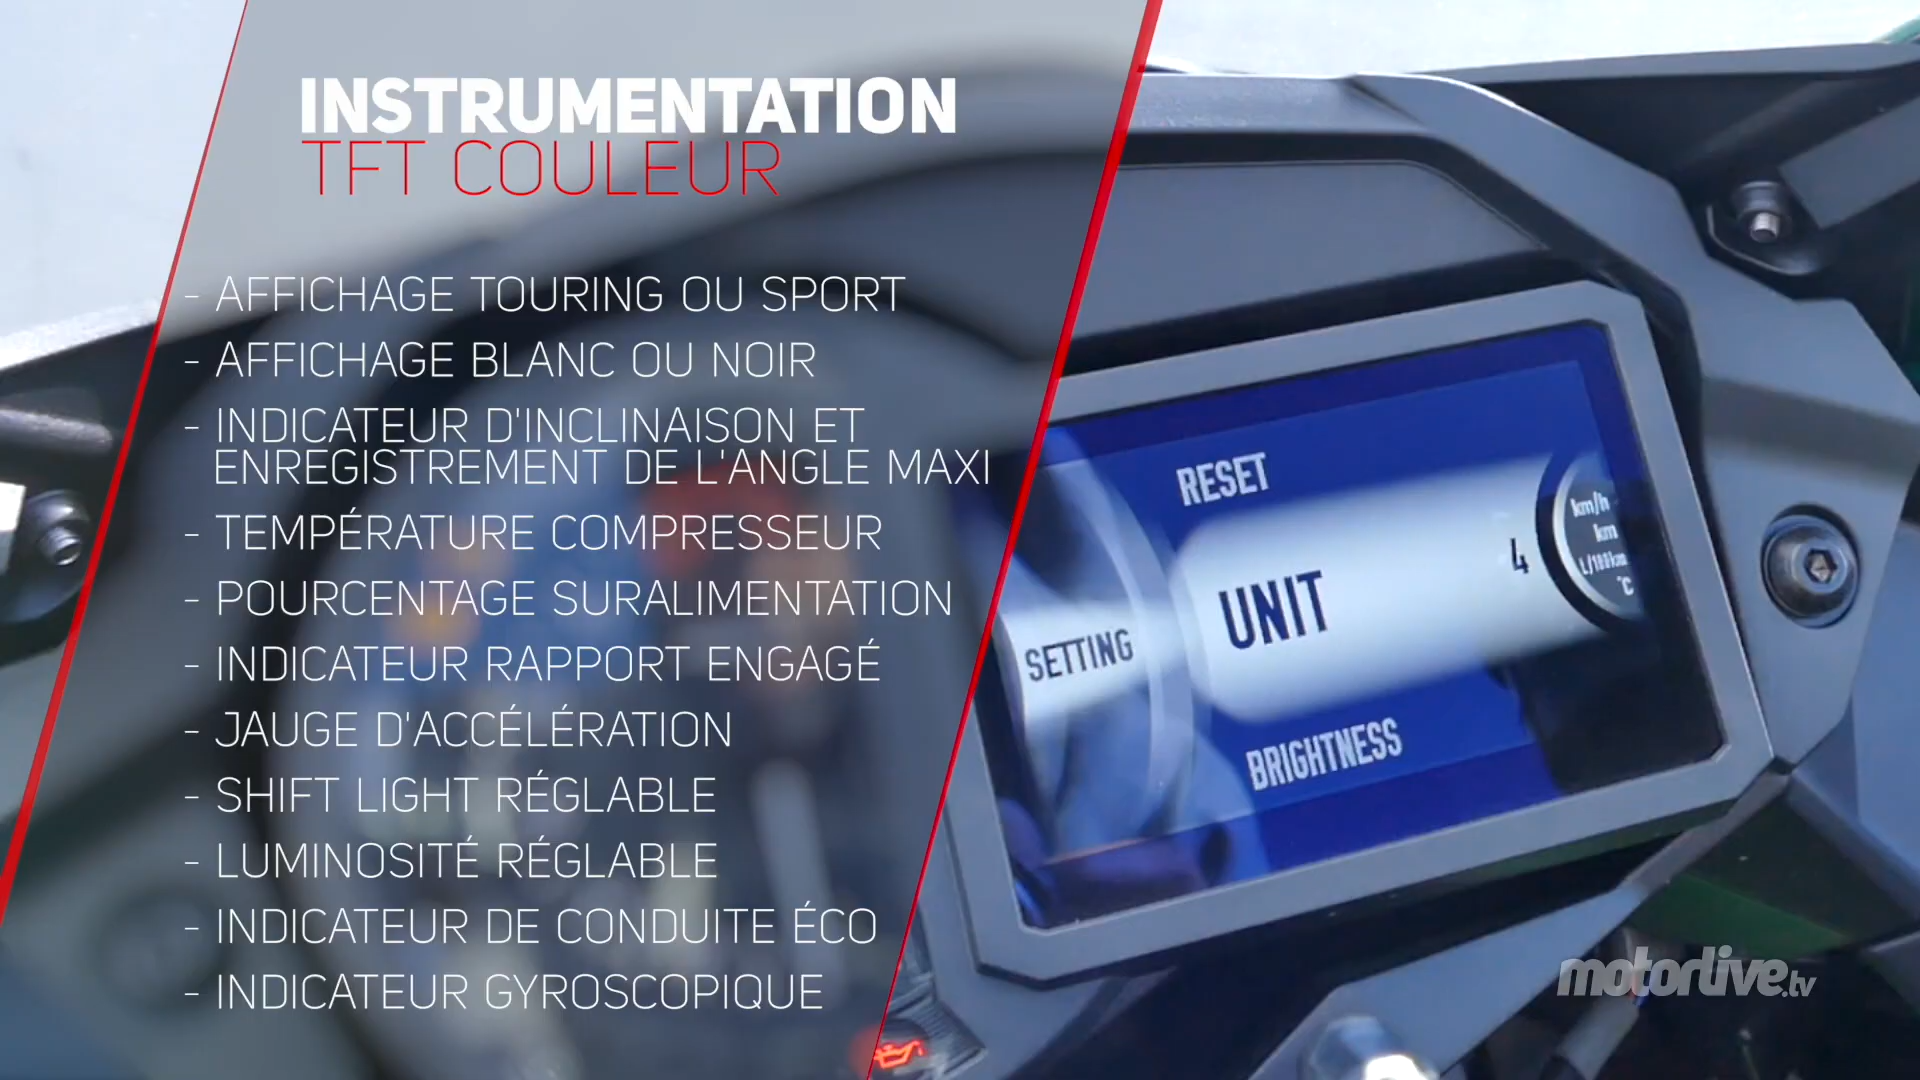 INSTRUMENTATION
TFT COULEUR
- AFFICHAGE TOURING OU SPORT
- AFFICHAGE BLANC OU NOIR
- INDICATEUR D'INCLINAISON ET
ENREGISTREMENT DE L'ANGLE MAXI
- TEMPÉRATURE COMPRESSEUR
- POURCENTAGE SURALIMENTATION
- INDICATEUR RAPPORT ENGAGÉ
- JAUGE D'ACCÉLÉRATION
- SHIFT LIGHT RÉGLABLE
- LUMINOSITÉ RÉGLABLE
- INDICATEUR DE CONDUITE ÉCO
- INDICATEUR GYROSCOPIQUE
RESET
SETTING
UNIT
4
km/h
km
L/100km
°C
BRIGHTNESS
motorlive.tv